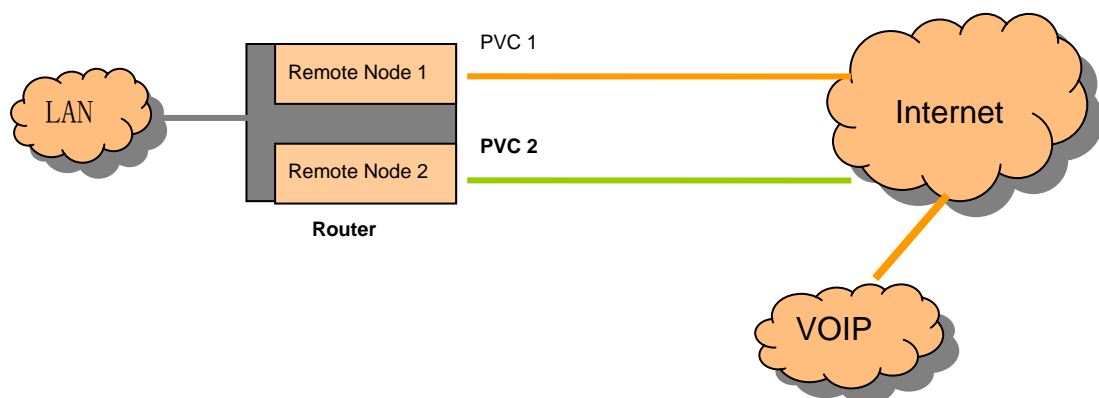 PVC 1
Remote Node 1
LAN
Internet
PVC 2
Remote Node 2
Router
VOIP